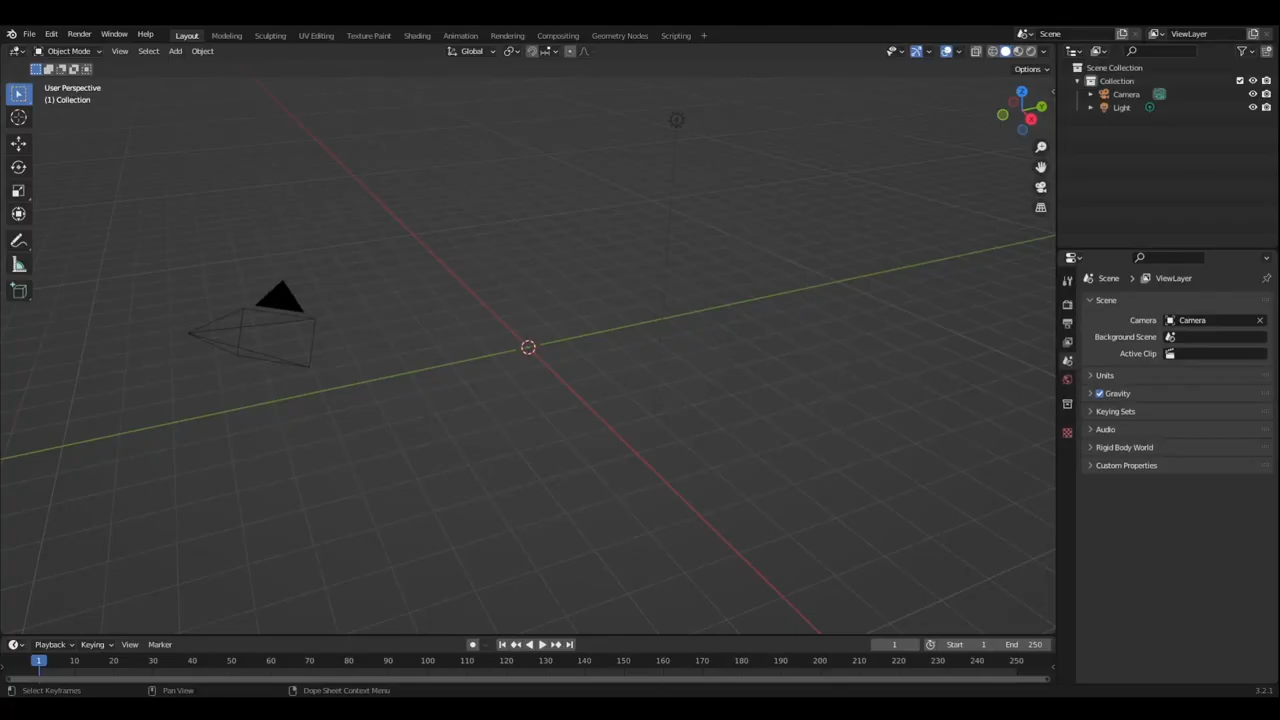 File Edit Render Window Help Layout Modeling Sculpting UV Editing Texture Paint Shading Animation Rendering Compositing Geometry Nodes Scripting + Scene ViewLayer
Object Mode View Select Add Object Global
Options
User Perspective
(1) Collection
Z
Y
X
Scene Collection
Collection
Camera
Light
Scene > ViewLayer
Scene
Camera Camera
Background Scene
Active Clip
Units
Gravity
Keying Sets
Audio
Rigid Body World
Custom Properties
Playback Keying View Marker 1 Start 1 End 250
1 10 20 30 40 50 60 70 80 90 100 110 120 130 140 150 160 170 180 190 200 210 220 230 240 250
Select Keyframes Pan View Dope Sheet Context Menu 3.2.1